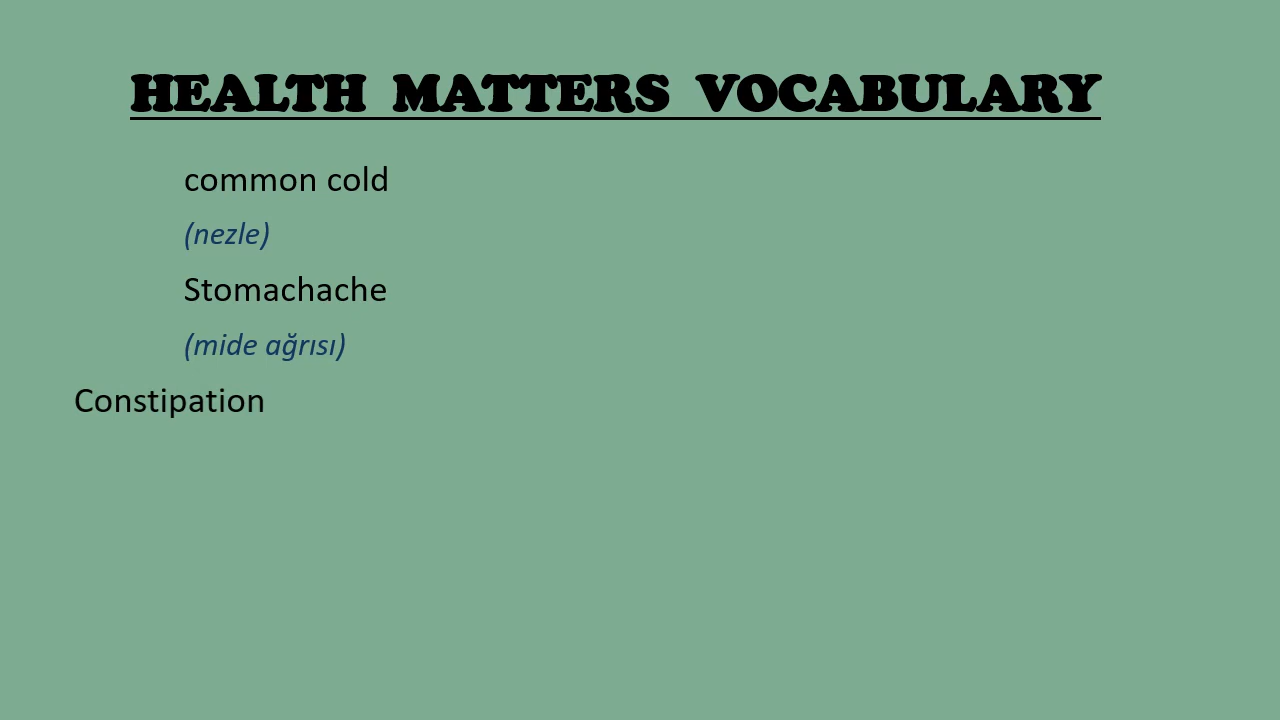 HEALTH MATTERS VOCABULARY
common cold
(nezle)
Stomachache
(mide ağrısı)
Constipation